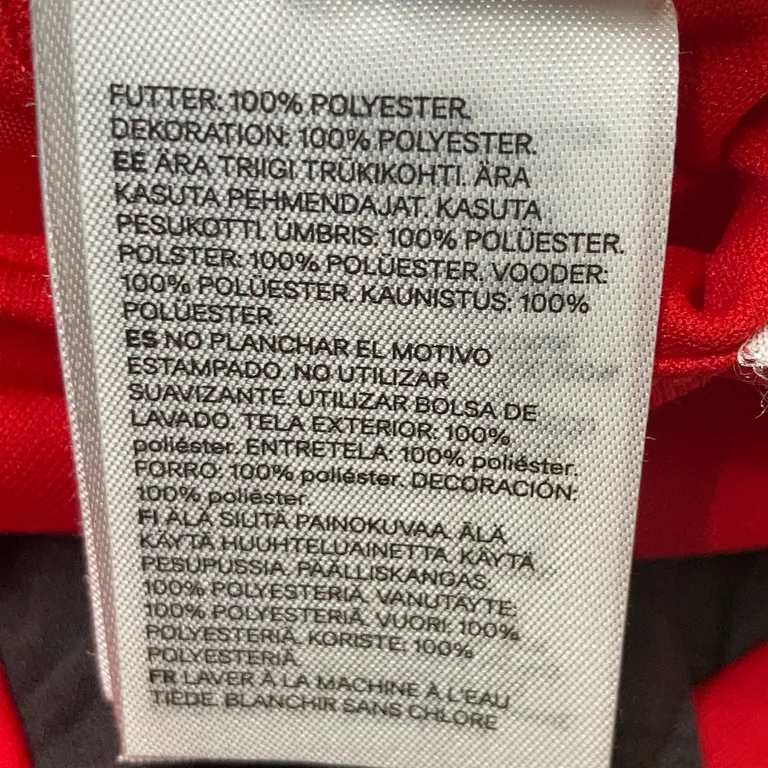 FUTTER: 100% POLYESTER.
DEKORATION: 100% POLYESTER.
EE ÄRA TRIIGI TRÜKIKOHTI. ÄRA
KASUTA PEHMENDAJAT. KASUTA
PESUKOTTI. ÜMBRIS: 100% POLÜESTER.
POLSTER: 100% POLÜESTER. VOODER:
100% POLÜESTER. KAUNISTUS: 100%
POLÜESTER.
ES NO PLANCHAR EL MOTIVO
ESTAMPADO. NO UTILIZAR
SUAVIZANTE. UTILIZAR BOLSA DE
LAVADO. TELA EXTERIOR: 100%
poliéster. ENTRETELA: 100% poliéster.
FORRO: 100% poliéster. DECORACIÓN:
100% poliéster.
FI ÄLÄ SILITÄ PAINOKUVAA. ÄLÄ
KÄYTÄ HUUHTELUAINETTA. KÄYTÄ
PESUPUSSIA. PÄÄLLISKANGAS:
100% POLYESTERIÄ. VANUTÄYTE:
100% POLYESTERIÄ. VUORI: 100%
POLYESTERIÄ. KORISTE: 100%
POLYESTERIÄ.
FR LAVER À LA MACHINE À L'EAU
TIÈDE. BLANCHIR SANS CHLORE